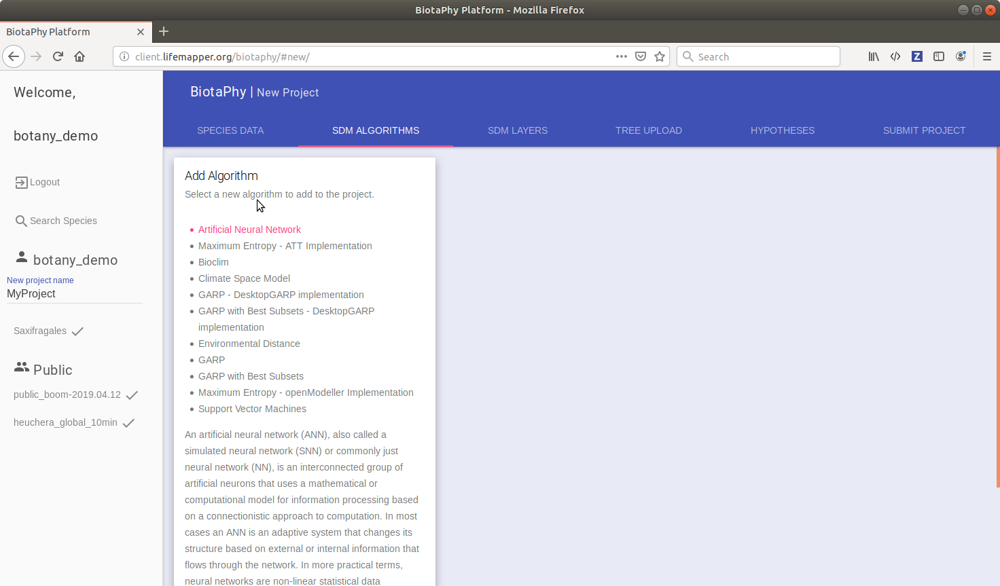 BiotaPhy Platform - Mozilla Firefox
BiotaPhy Platform
client.lifemapper.org/biotaphy/#new/
Search
Welcome,
botany_demo
Logout
Search Species
botany_demo
New project name
MyProject
Saxifragales
Public
public_boom-2019.04.12
heuchera_global_10min
BiotaPhy | New Project
SPECIES DATA
SDM ALGORITHMS
SDM LAYERS
TREE UPLOAD
HYPOTHESES
SUBMIT PROJECT
Add Algorithm
Select a new algorithm to add to the project.
Artificial Neural Network
Maximum Entropy - ATT Implementation
Bioclim
Climate Space Model
GARP - DesktopGARP implementation
GARP with Best Subsets - DesktopGARP
implementation
Environmental Distance
GARP
GARP with Best Subsets
Maximum Entropy - openModeller Implementation
Support Vector Machines
An artificial neural network (ANN), also called a
simulated neural network (SNN) or commonly just
neural network (NN), is an interconnected group of
artificial neurons that uses a mathematical or
computational model for information processing based
on a connectionistic approach to computation. In most
cases an ANN is an adaptive system that changes its
structure based on external or internal information that
flows through the network. In more practical terms,
neural networks are non-linear statistical data